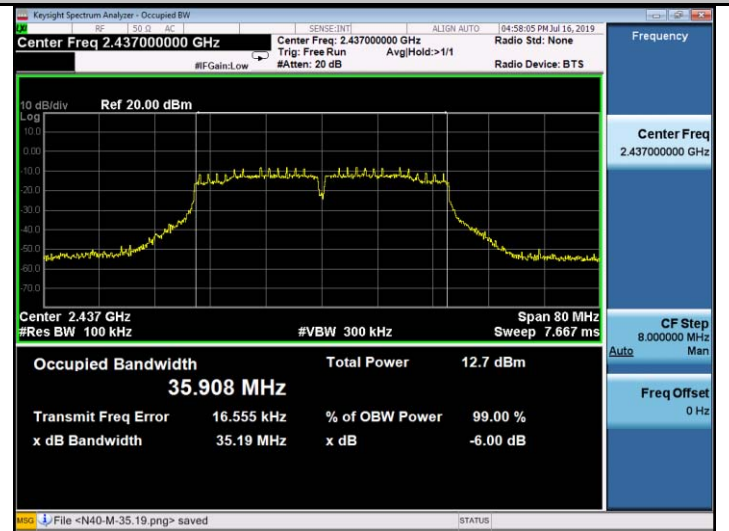 Keysight Spectrum Analyzer - Occupied BW
LXI RF 50 Ω AC SENSE:INT ALIGN AUTO 04:58:05 PM Jul 16, 2019
Center Freq 2.437000000 GHz Center Freq: 2.437000000 GHz Radio Std: None
Trig: Free Run Avg|Hold:>1/1
#IFGain:Low #Atten: 20 dB Radio Device: BTS
Frequency
10 dB/div Ref 20.00 dBm
Log
10.0
0.00
-10.0
-20.0
-30.0
-40.0
-50.0
-60.0
-70.0
Center 2.437 GHz Span 80 MHz
#Res BW 100 kHz #VBW 300 kHz Sweep 7.667 ms
Occupied Bandwidth Total Power 12.7 dBm
35.908 MHz
Transmit Freq Error 16.555 kHz % of OBW Power 99.00 %
x dB Bandwidth 35.19 MHz x dB -6.00 dB
Center Freq
2.437000000 GHz
CF Step
8.000000 MHz
Auto Man
Freq Offset
0 Hz
MSG File <N40-M-35.19.png> saved STATUS